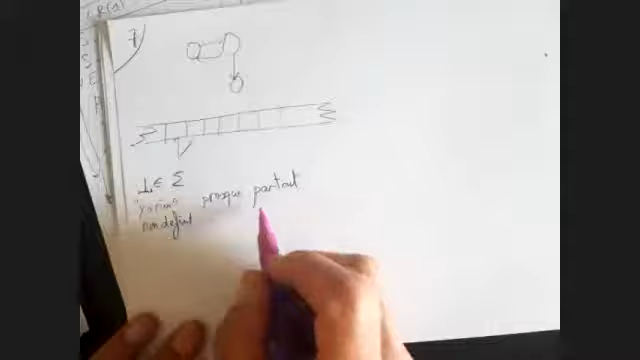 7
⊥ ∈ Σ
"y a rien" presque partout
non défini